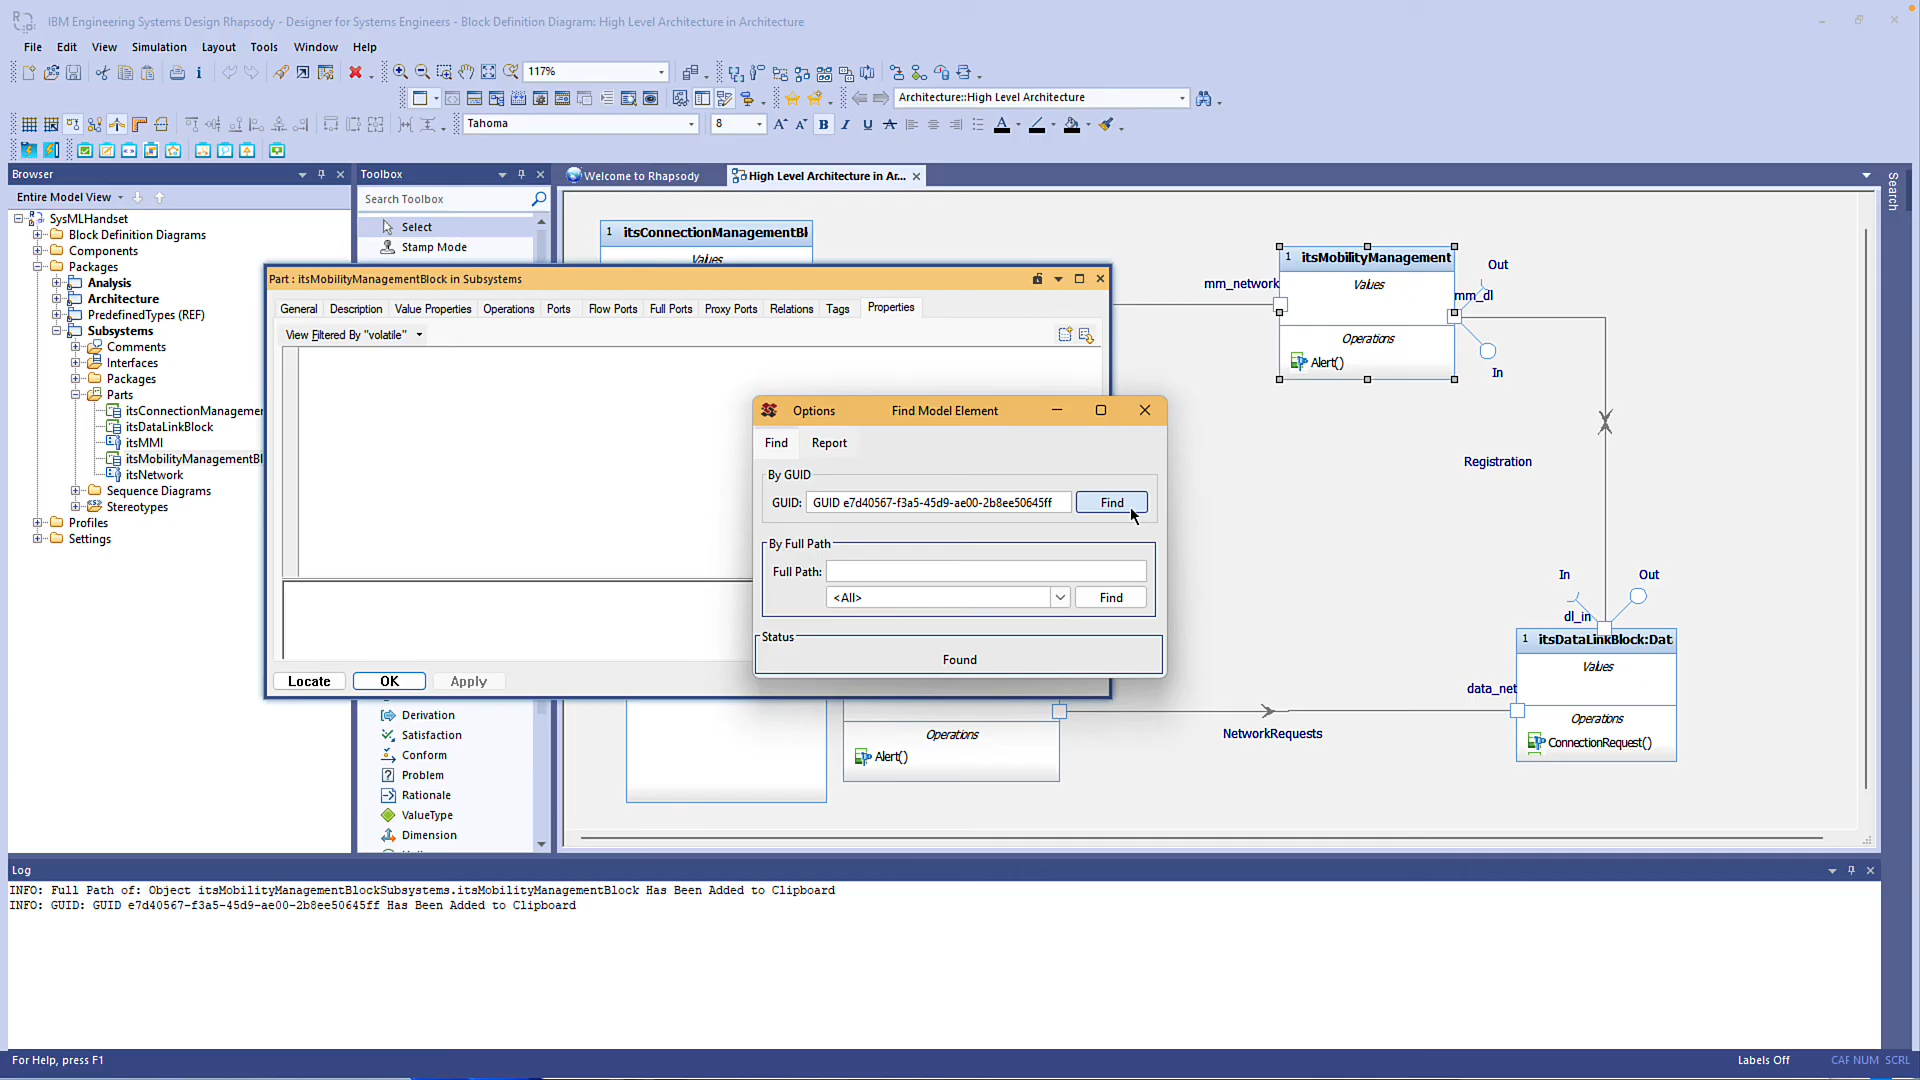 IBM Engineering Systems Design Rhapsody - Designer for Systems Engineers - Block Definition Diagram: High Level Architecture in Architecture
File Edit View Simulation Layout Tools Window Help
117%
Architecture::High Level Architecture
Tahoma 8
Browser
Entire Model View
SysMLHandset
Block Definition Diagrams
Components
Packages
Analysis
Architecture
PredefinedTypes (REF)
Subsystems
Comments
Interfaces
Packages
Parts
itsConnectionManagemer
itsDataLinkBlock
itsMMI
itsMobilityManagementBl
itsNetwork
Sequence Diagrams
Stereotypes
Profiles
Settings
Toolbox
Search Toolbox
Select
Stamp Mode
Derivation
Satisfaction
Conform
Problem
Rationale
ValueType
Dimension
Welcome to Rhapsody
High Level Architecture in Ar...
Search
1 itsConnectionManagementBl
Values
Part : itsMobilityManagementBlock in Subsystems
General Description Value Properties Operations Ports Flow Ports Full Ports Proxy Ports Relations Tags Properties
View Filtered By "volatile"
Locate OK Apply
Options Find Model Element
Find Report
By GUID
GUID: GUID e7d40567-f3a5-45d9-ae00-2b8ee50645ff Find
By Full Path
Full Path:
<All> Find
Status
Found
mm_network
1 itsMobilityManagement
Values
Operations
Alert()
Out
mm_dl
In
Registration
In
Out
dl_in
1 itsDataLinkBlock:Dat
Values
data_net
Operations
ConnectionRequest()
Operations
Alert()
NetworkRequests
Log
INFO: Full Path of: Object itsMobilityManagementBlockSubsystems.itsMobilityManagementBlock Has Been Added to Clipboard
INFO: GUID: GUID e7d40567-f3a5-45d9-ae00-2b8ee50645ff Has Been Added to Clipboard
For Help, press F1
Labels Off
CAP NUM SCRL